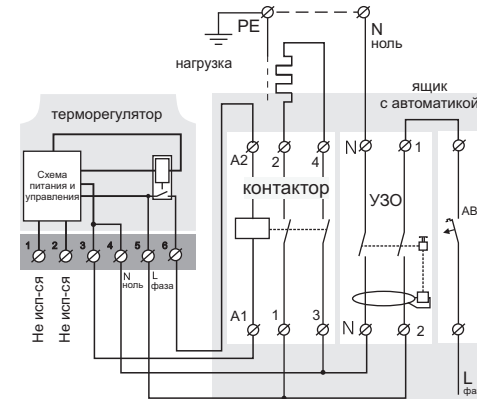 PE
N
ноль
нагрузка
ящик
с автоматикой
терморегулятор
A2
2
4
N
1
Схема
питания и
управления
контактор
УЗО
АВ
1
2
3
4
5
6
Не исп-ся
Не исп-ся
N
ноль
L
фаза
A1
1
3
N
2
L